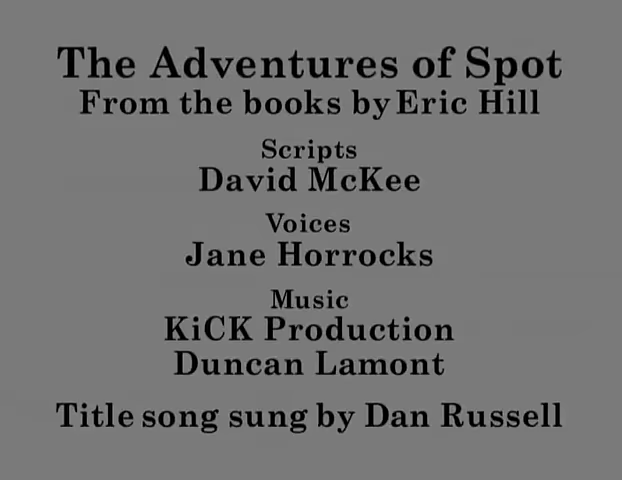 The Adventures of Spot
From the books by Eric Hill
Scripts
David McKee
Voices
Jane Horrocks
Music
KiCK Production
Duncan Lamont
Title song sung by Dan Russell